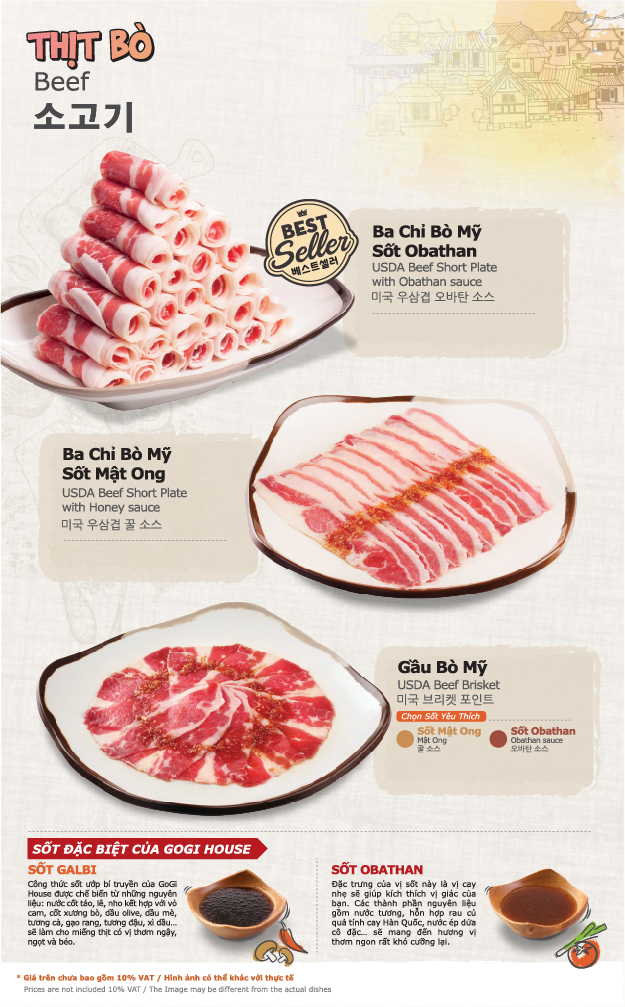 THỊT BÒ
Beef
소고기
BEST
Seller
베스트셀러
Ba Chỉ Bò Mỹ
Sốt Obathan
USDA Beef Short Plate
with Obathan sauce
미국 우삼겹 오바탄 소스
Ba Chỉ Bò Mỹ
Sốt Mật Ong
USDA Beef Short Plate
with Honey sauce
미국 우삼겹 꿀 소스
Gầu Bò Mỹ
USDA Beef Brisket
미국 브리켓 포인트
Chọn Sốt Yêu Thích
Sốt Mật Ong
Mật Ong
꿀 소스
Sốt Obathan
Obathan sauce
오바탄 소스
SỐT ĐẶC BIỆT CỦA GOGI HOUSE
SỐT GALBI
Công thức sốt ướp bí truyền của GoGi
House được chế biến từ những nguyên
liệu: nước cốt táo, lê, nho kết hợp với vỏ
cam, cốt xương bò, dầu olive, dầu mè,
tương cà, gạo rang, tương đậu, xì dầu...
sẽ làm cho miếng thịt có vị thơm ngậy,
ngọt và béo.
SỐT OBATHAN
Đặc trưng của vị sốt này là vị cay
nhẹ sẽ giúp kích thích vị giác của
bạn. Các thành phần nguyên liệu
gồm nước tương, hỗn hợp rau củ
quả tính cay Hàn Quốc, nước ép dứa
cô đặc... sẽ mang đến hương vị
thơm ngon rất khó cưỡng lại.
* Giá trên chưa bao gồm 10% VAT / Hình ảnh có thể khác với thực tế
Prices are not included 10% VAT / The Image may be different from the actual dishes